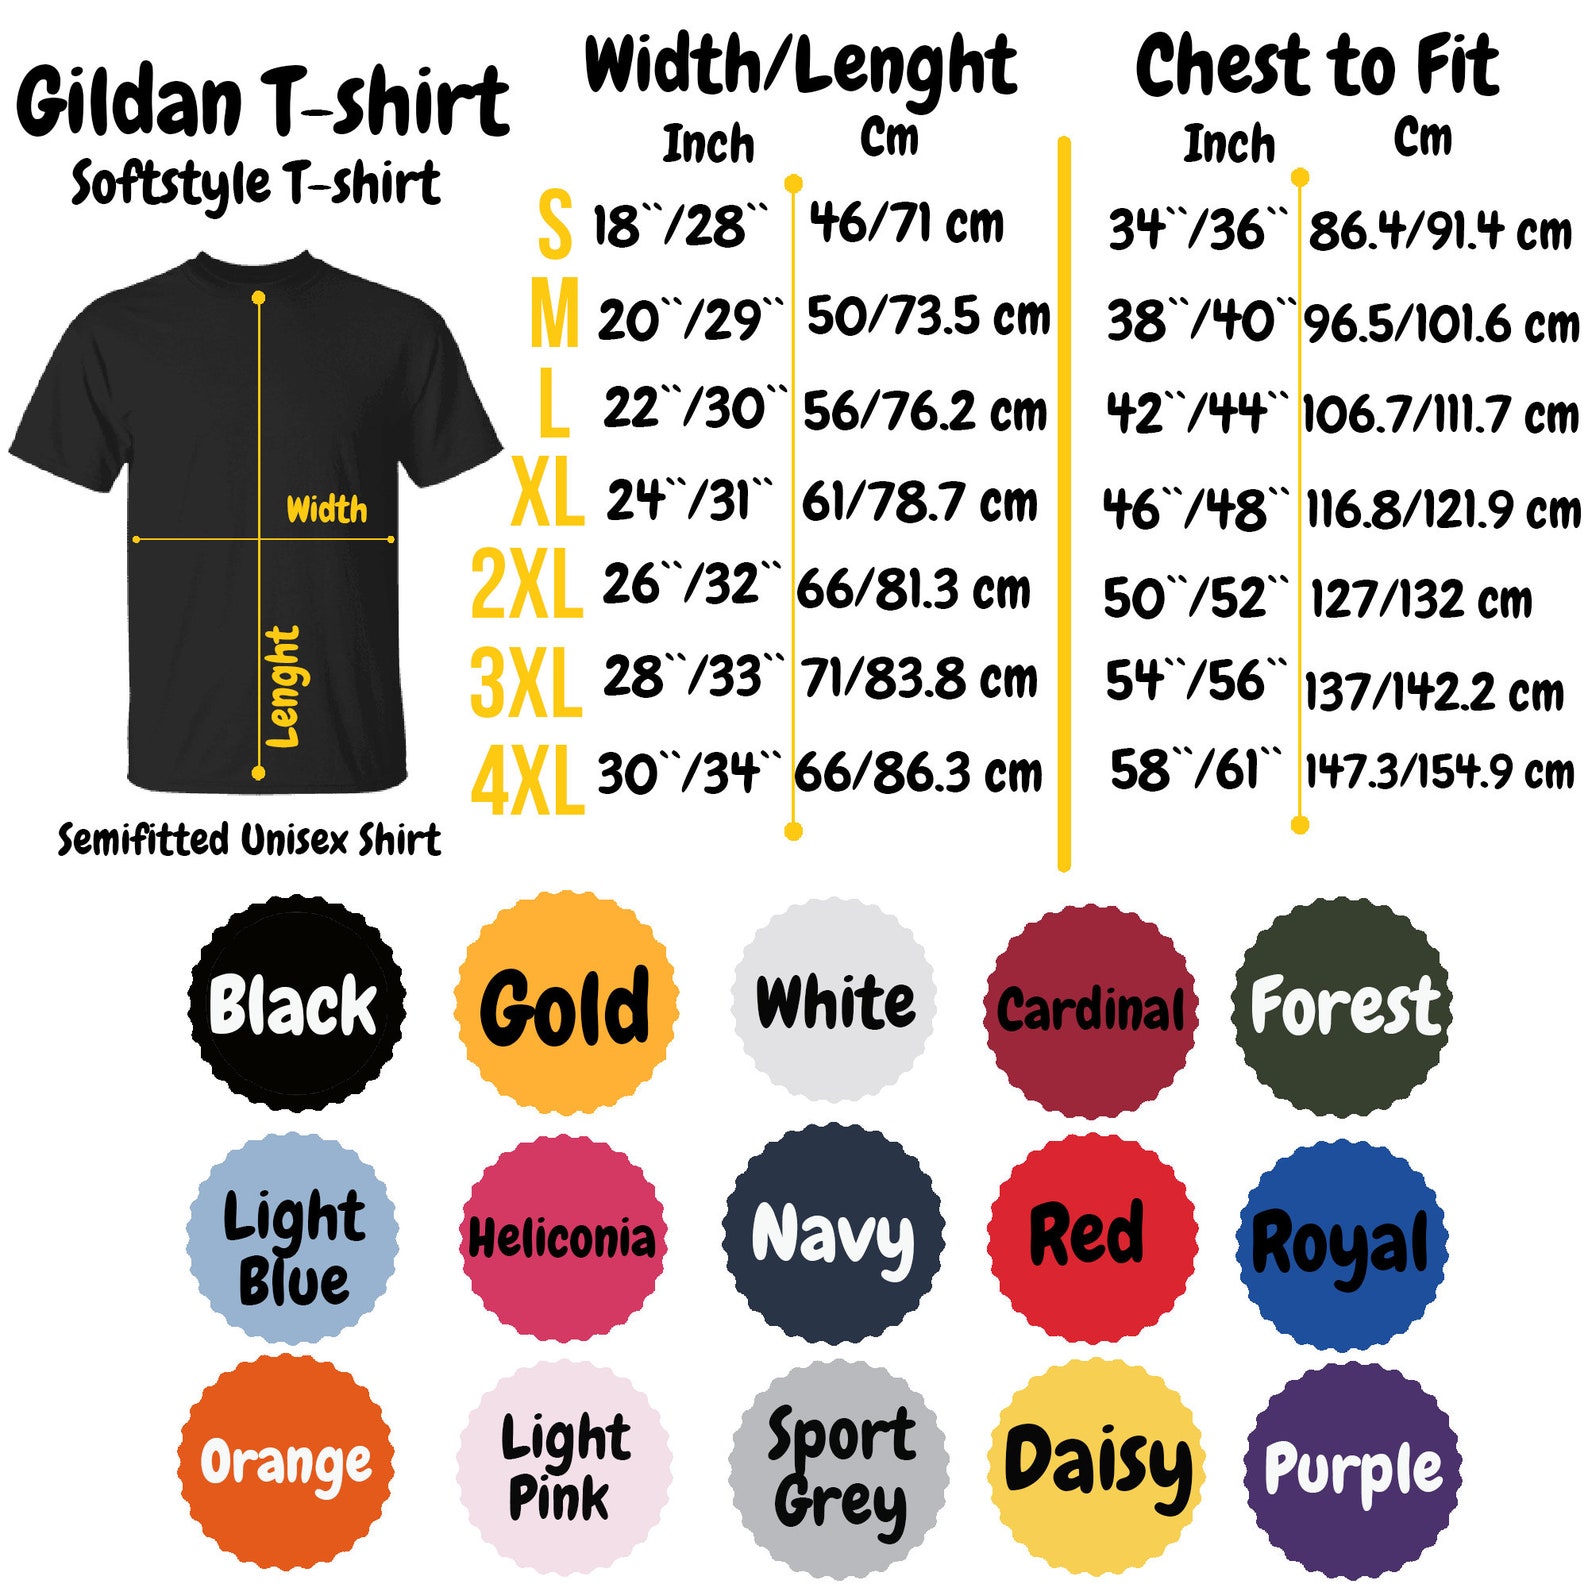 Gildan T-shirt
Softstyle T-shirt
Width/Lenght
Chest to Fit
Inch Cm
Inch Cm
S 18``/28`` 46/71 cm 34``/36`` 86.4/91.4 cm
M 20``/29`` 50/73.5 cm 38``/40`` 96.5/101.6 cm
L 22``/30`` 56/76.2 cm 42``/44`` 106.7/111.7 cm
XL 24``/31`` 61/78.7 cm 46``/48`` 116.8/121.9 cm
2XL 26``/32`` 66/81.3 cm 50``/52`` 127/132 cm
3XL 28``/33`` 71/83.8 cm 54``/56`` 137/142.2 cm
4XL 30``/34`` 66/86.3 cm 58``/61`` 147.3/154.9 cm
Width
Lenght
Semifitted Unisex Shirt
Black
Gold
White
Cardinal
Forest
Light
Blue
Heliconia
Navy
Red
Royal
Orange
Light
Pink
Sport
Grey
Daisy
Purple